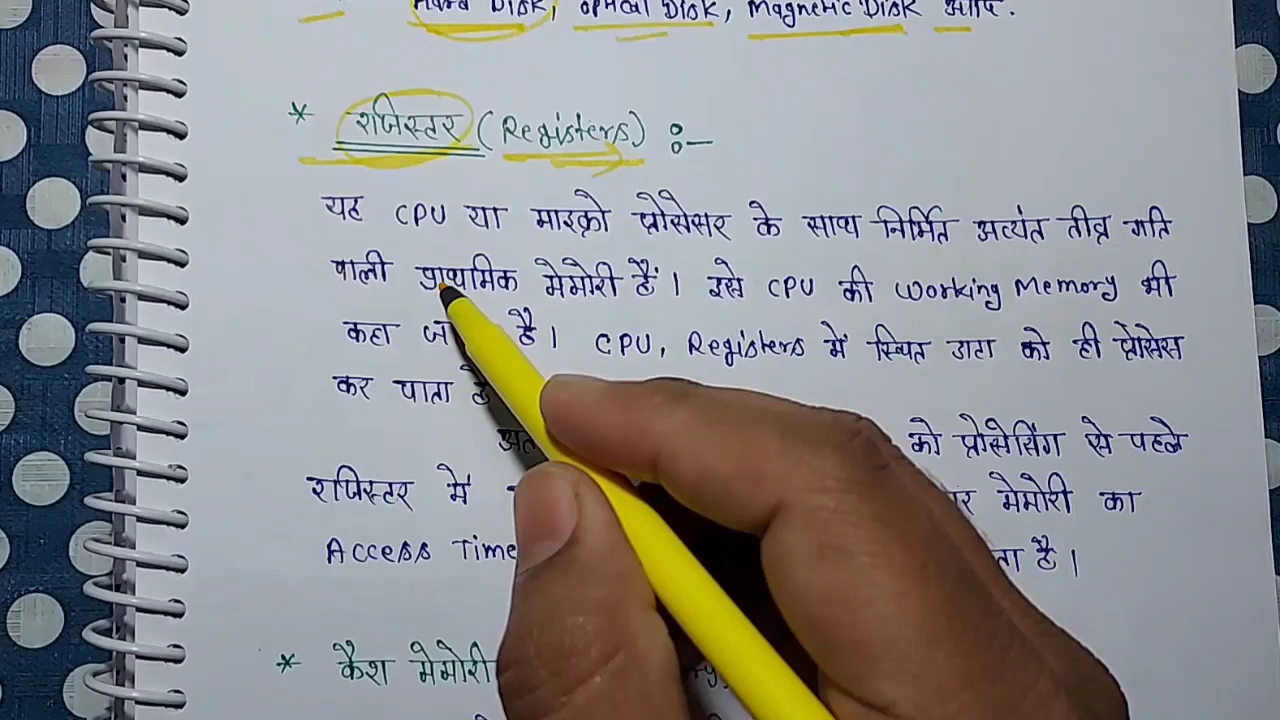 Disk, optical Disk, Magnetic Disk आदि.
* रजिस्टर (Registers) :-
यह CPU या माइक्रो प्रोसेसर के साथ निर्मित अत्यंत तीव्र गति
वाली प्राथमिक मेमोरी हैं। इसे CPU की Working Memory भी
कहा है। CPU, Registers में स्थित डाटा को ही प्रोसेस
कर पाता
को प्रोसेसिंग से पहले
रजिस्टर में मेमोरी का
Access Time है।
* कैश मेमोरी